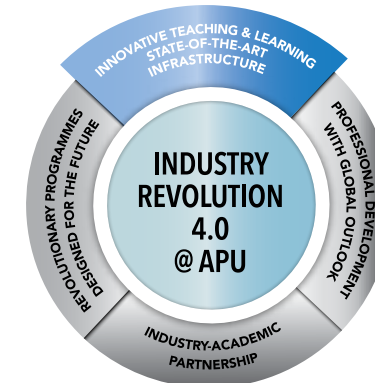 INNOVATIVE TEACHING & LEARNING
STATE-OF-THE-ART
INFRASTRUCTURE
PROFESSIONAL DEVELOPMENT
WITH GLOBAL OUTLOOK
INDUSTRY-ACADEMIC
PARTNERSHIP
REVOLUTIONARY PROGRAMMES
DESIGNED FOR THE FUTURE
INDUSTRY
REVOLUTION
4.0
@ APU